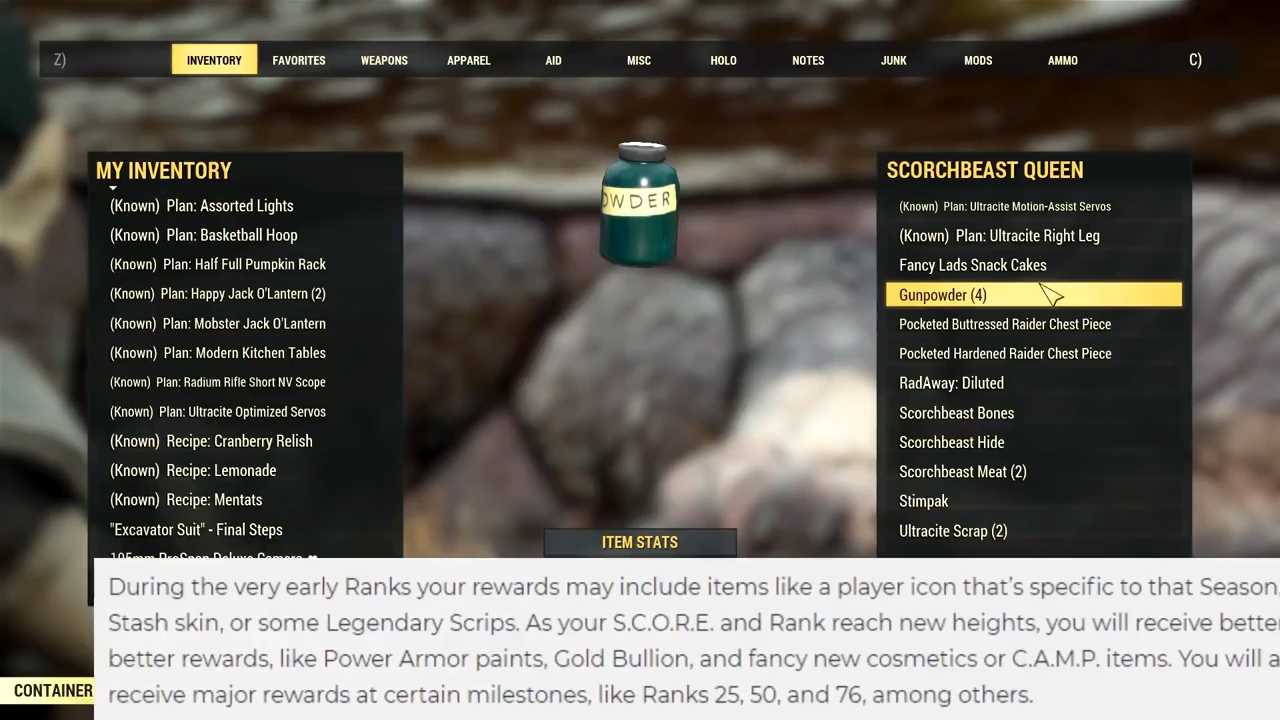 Z) INVENTORY FAVORITES WEAPONS APPAREL AID MISC HOLO NOTES JUNK MODS AMMO C)
MY INVENTORY
(Known) Plan: Assorted Lights
(Known) Plan: Basketball Hoop
(Known) Plan: Half Full Pumpkin Rack
(Known) Plan: Happy Jack O'Lantern (2)
(Known) Plan: Mobster Jack O'Lantern
(Known) Plan: Modern Kitchen Tables
(Known) Plan: Radium Rifle Short NV Scope
(Known) Plan: Ultracite Optimized Servos
(Known) Recipe: Cranberry Relish
(Known) Recipe: Lemonade
(Known) Recipe: Mentats
"Excavator Suit" - Final Steps
OWDER
ITEM STATS
SCORCHBEAST QUEEN
(Known) Plan: Ultracite Motion-Assist Servos
(Known) Plan: Ultracite Right Leg
Fancy Lads Snack Cakes
Gunpowder (4)
Pocketed Buttressed Raider Chest Piece
Pocketed Hardened Raider Chest Piece
RadAway: Diluted
Scorchbeast Bones
Scorchbeast Hide
Scorchbeast Meat (2)
Stimpak
Ultracite Scrap (2)
During the very early Ranks your rewards may include items like a player icon that's specific to that Season,
Stash skin, or some Legendary Scrips. As your S.C.O.R.E. and Rank reach new heights, you will receive better
better rewards, like Power Armor paints, Gold Bullion, and fancy new cosmetics or C.A.M.P. items. You will a
receive major rewards at certain milestones, like Ranks 25, 50, and 76, among others.
CONTAINER